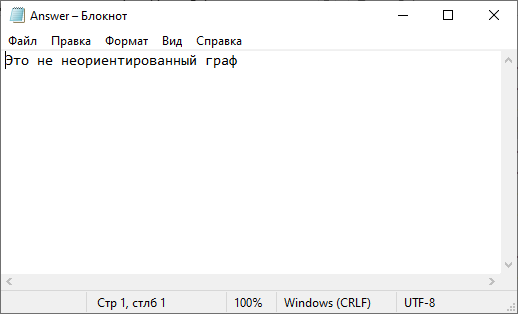 Answer – Блокнот
Файл Правка Формат Вид Справка
Это не неориентированный граф
Стр 1, стлб 1 100% Windows (CRLF) UTF-8